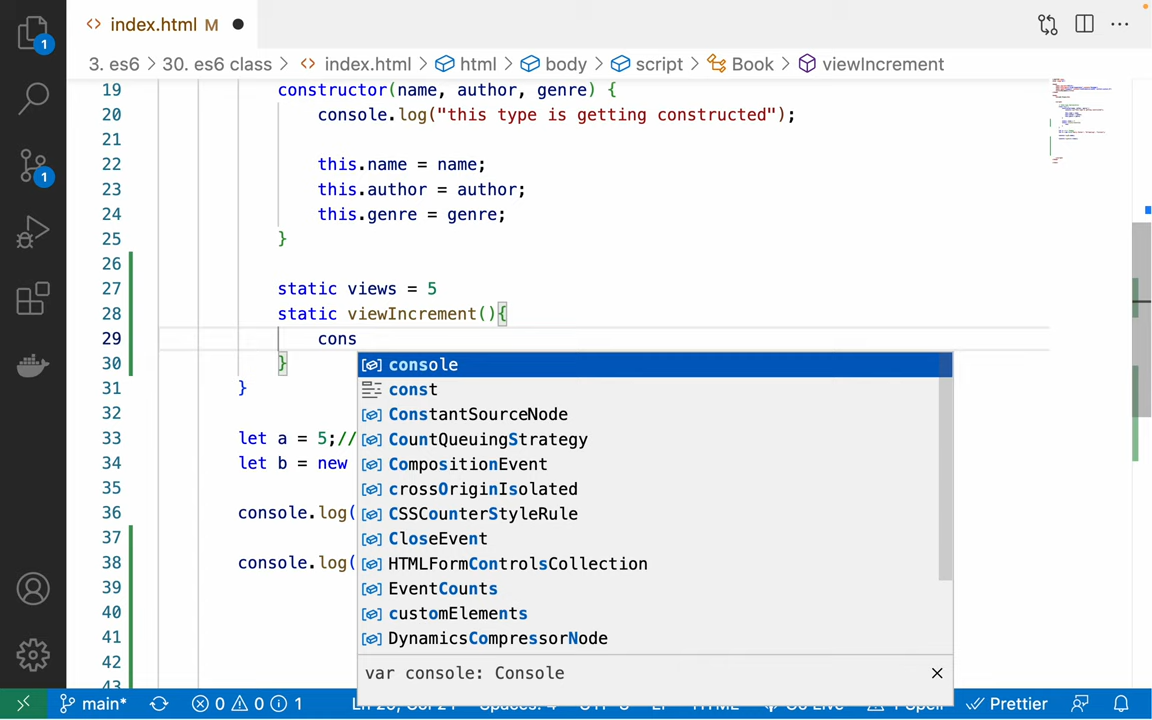 index.html M
3. es6 > 30. es6 class > index.html > html > body > script > Book > viewIncrement
19 constructor(name, author, genre) {
20 console.log("this type is getting constructed");
21
22 this.name = name;
23 this.author = author;
24 this.genre = genre;
25 }
26
27 static views = 5
28 static viewIncrement(){
29 cons
30 }
31 }
32
33 let a = 5;//
34 let b = new
35
36 console.log(
37
38 console.log(
39
40
41
42
43
console
const
ConstantSourceNode
CountQueuingStrategy
CompositionEvent
crossOriginIsolated
CSSCounterStyleRule
CloseEvent
HTMLFormControlsCollection
EventCounts
customElements
DynamicsCompressorNode
var console: Console
1
1
main* 0 0 1 Prettier